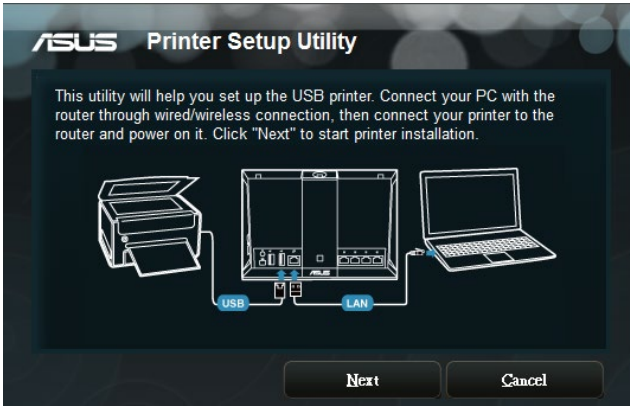 ASUS Printer Setup Utility
This utility will help you set up the USB printer. Connect your PC with the
router through wired/wireless connection, then connect your printer to the
router and power on it. Click "Next" to start printer installation.
ASUS
USB
LAN
Next Cancel